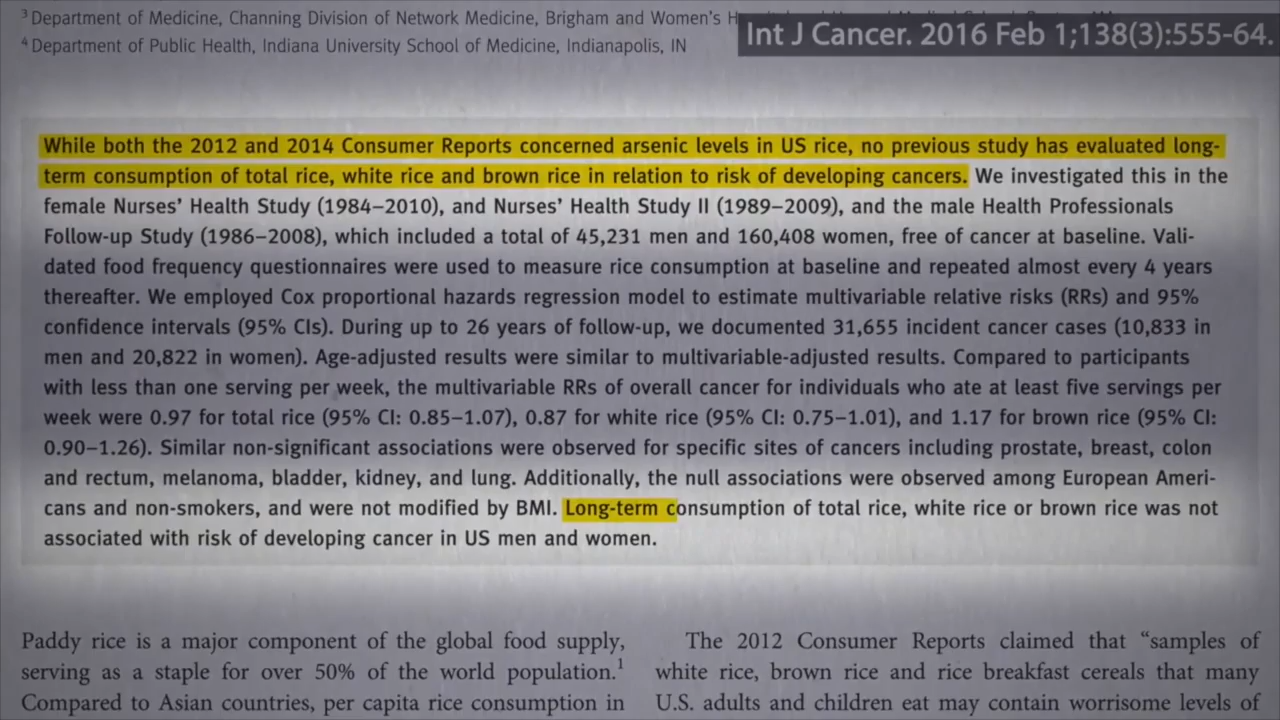 3 Department of Medicine, Channing Division of Network Medicine, Brigham and Women's
4 Department of Public Health, Indiana University School of Medicine, Indianapolis, IN
Int J Cancer. 2016 Feb 1;138(3):555-64.
While both the 2012 and 2014 Consumer Reports concerned arsenic levels in US rice, no previous study has evaluated long-
term consumption of total rice, white rice and brown rice in relation to risk of developing cancers. We investigated this in the
female Nurses' Health Study (1984–2010), and Nurses' Health Study II (1989–2009), and the male Health Professionals
Follow-up Study (1986–2008), which included a total of 45,231 men and 160,408 women, free of cancer at baseline. Vali-
dated food frequency questionnaires were used to measure rice consumption at baseline and repeated almost every 4 years
thereafter. We employed Cox proportional hazards regression model to estimate multivariable relative risks (RRs) and 95%
confidence intervals (95% CIs). During up to 26 years of follow-up, we documented 31,655 incident cancer cases (10,833 in
men and 20,822 in women). Age-adjusted results were similar to multivariable-adjusted results. Compared to participants
with less than one serving per week, the multivariable RRs of overall cancer for individuals who ate at least five servings per
week were 0.97 for total rice (95% CI: 0.85–1.07), 0.87 for white rice (95% CI: 0.75–1.01), and 1.17 for brown rice (95% CI:
0.90–1.26). Similar non-significant associations were observed for specific sites of cancers including prostate, breast, colon
and rectum, melanoma, bladder, kidney, and lung. Additionally, the null associations were observed among European Ameri-
cans and non-smokers, and were not modified by BMI. Long-term consumption of total rice, white rice or brown rice was not
associated with risk of developing cancer in US men and women.
Paddy rice is a major component of the global food supply,
serving as a staple for over 50% of the world population.1
Compared to Asian countries, per capita rice consumption in
The 2012 Consumer Reports claimed that “samples of
white rice, brown rice and rice breakfast cereals that many
U.S. adults and children eat may contain worrisome levels of